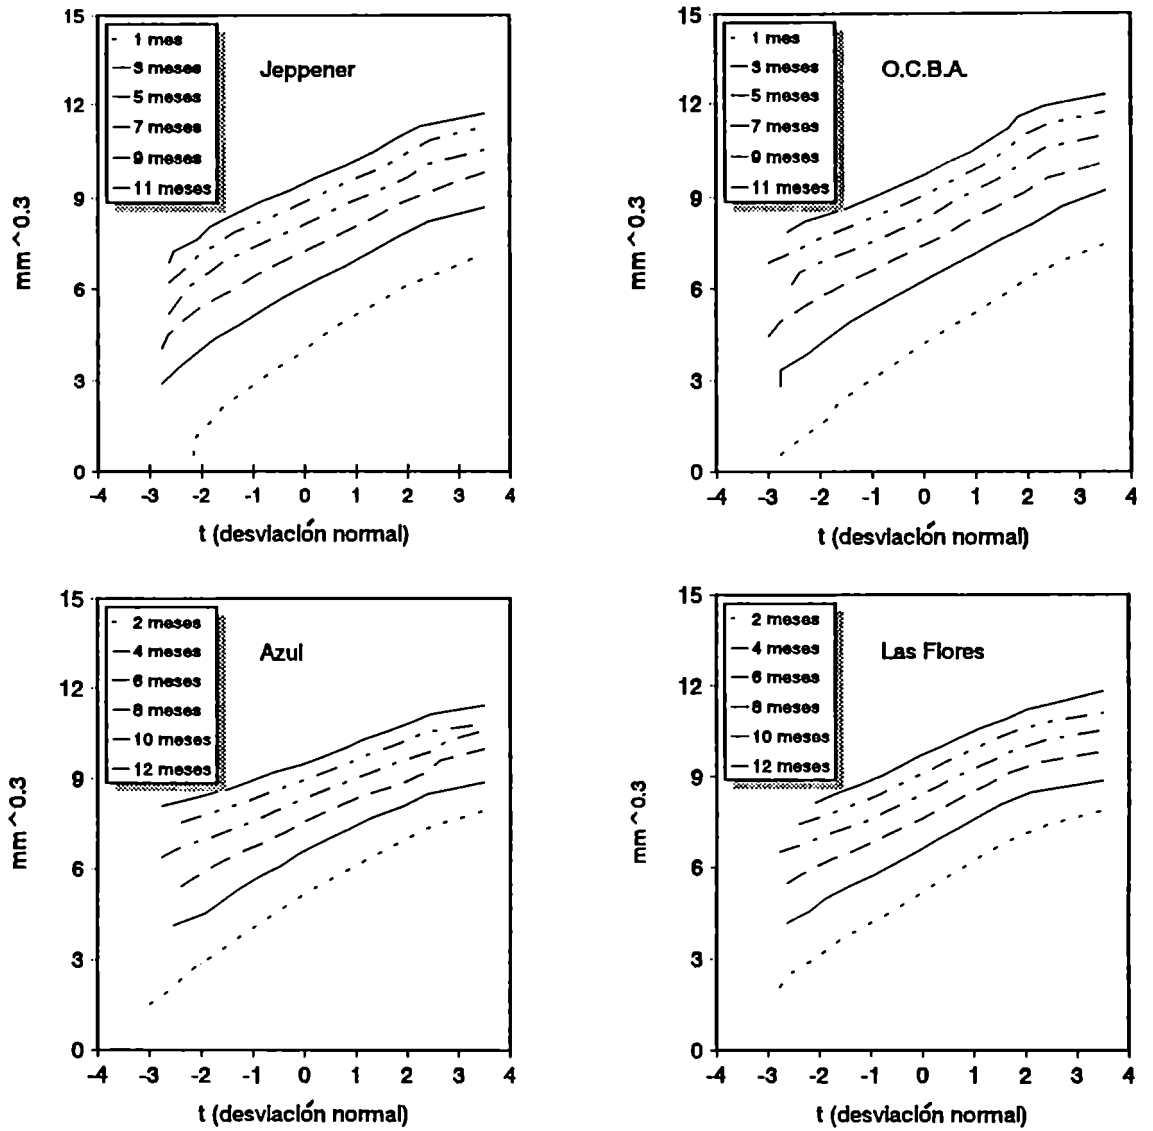 Jeppener
1 mes
3 meses
5 meses
7 meses
9 meses
11 meses
15
12
9
6
3
0
mm^0.3
-4 -3 -2 -1 0 1 2 3 4
t (desviación normal)
O.C.B.A.
1 mes
3 meses
5 meses
7 meses
9 meses
11 meses
15
12
9
6
3
0
mm^0.3
-4 -3 -2 -1 0 1 2 3 4
t (desviación normal)
Azul
2 meses
4 meses
6 meses
8 meses
10 meses
12 meses
15
12
9
6
3
0
mm^0.3
-4 -3 -2 -1 0 1 2 3 4
t (desviación normal)
Las Flores
2 meses
4 meses
6 meses
8 meses
10 meses
12 meses
15
12
9
6
3
0
mm^0.3
-4 -3 -2 -1 0 1 2 3 4
t (desviación normal)